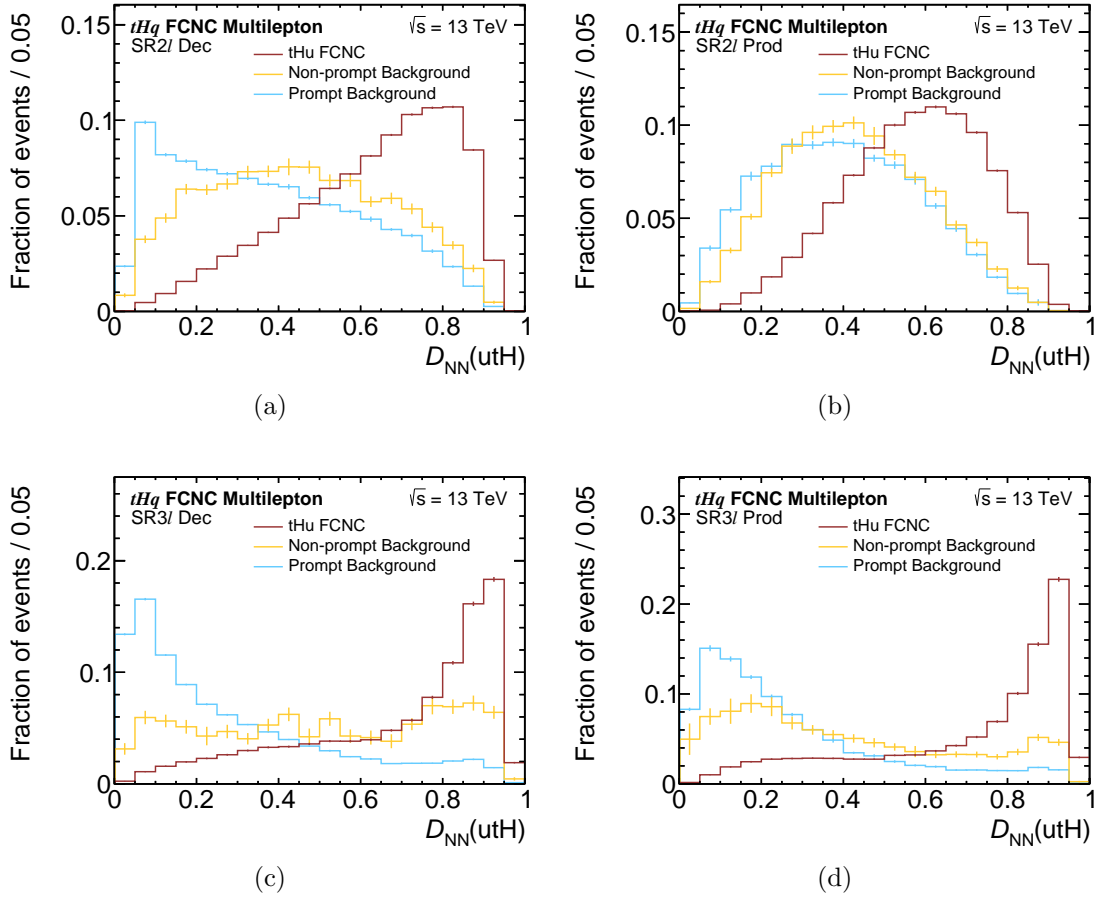 Fraction of events / 0.05
0.15
0.1
0.05
0
tHq FCNC Multilepton
√s = 13 TeV
SR2l Dec
tHu FCNC
Non-prompt Background
Prompt Background
0 0.2 0.4 0.6 0.8 1
D_NN(utH)
(a)
Fraction of events / 0.05
0.15
0.1
0.05
0
tHq FCNC Multilepton
√s = 13 TeV
SR2l Prod
tHu FCNC
Non-prompt Background
Prompt Background
0 0.2 0.4 0.6 0.8 1
D_NN(utH)
(b)
Fraction of events / 0.05
0.2
0.1
0
tHq FCNC Multilepton
√s = 13 TeV
SR3l Dec
tHu FCNC
Non-prompt Background
Prompt Background
0 0.2 0.4 0.6 0.8 1
D_NN(utH)
(c)
Fraction of events / 0.05
0.3
0.2
0.1
0
tHq FCNC Multilepton
√s = 13 TeV
SR3l Prod
tHu FCNC
Non-prompt Background
Prompt Background
0 0.2 0.4 0.6 0.8 1
D_NN(utH)
(d)